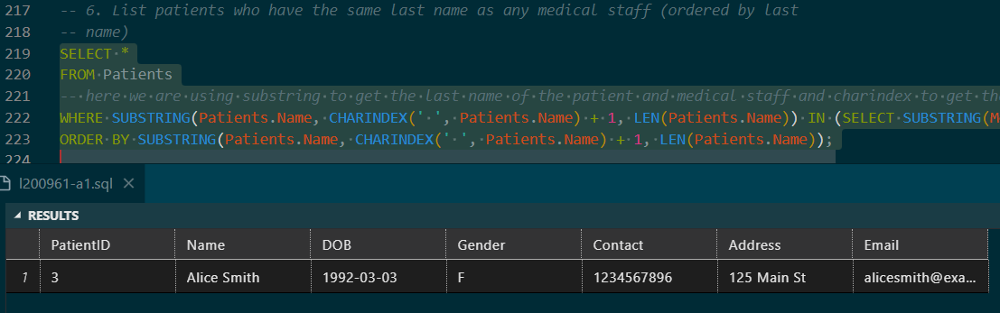 217 -- 6. List patients who have the same last name as any medical staff (ordered by last
218 -- name)
219 SELECT *
220 FROM Patients
221 -- here we are using substring to get the last name of the patient and medical staff and charindex to get th
222 WHERE SUBSTRING(Patients.Name, CHARINDEX(' ', Patients.Name) + 1, LEN(Patients.Name)) IN (SELECT SUBSTRING(M
223 ORDER BY SUBSTRING(Patients.Name, CHARINDEX(' ', Patients.Name) + 1, LEN(Patients.Name));
224
l200961-a1.sql
RESULTS
PatientID Name DOB Gender Contact Address Email
1 3 Alice Smith 1992-03-03 F 1234567896 125 Main St alicesmith@exa...